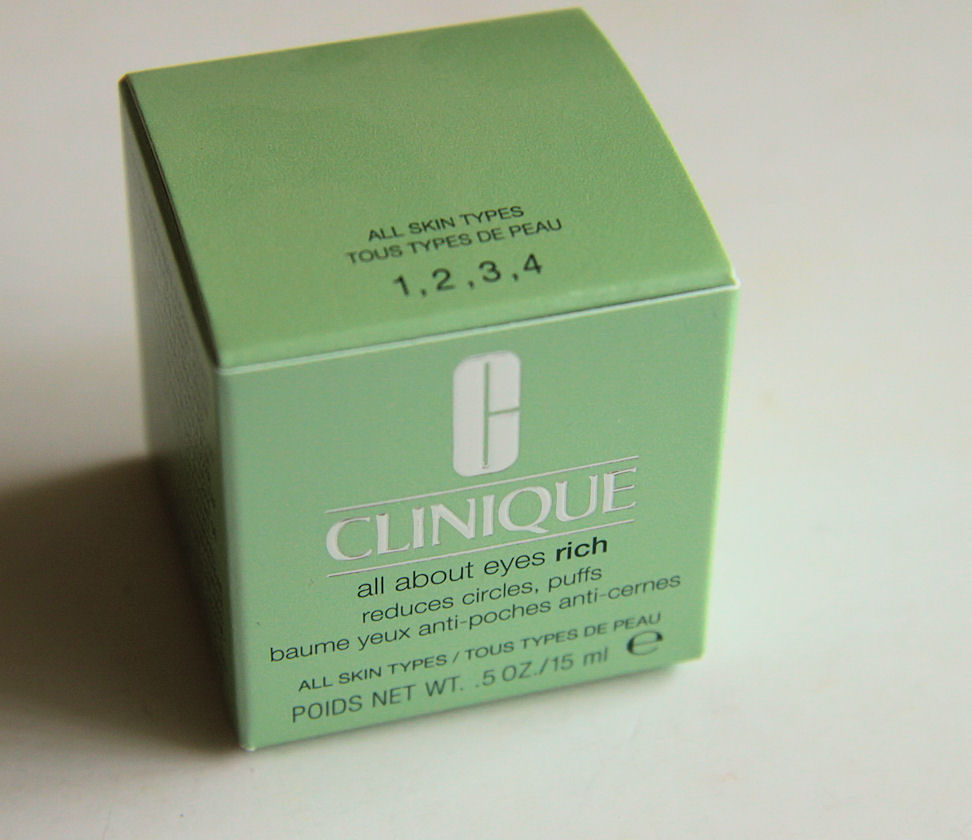 ALL SKIN TYPES
TOUS TYPES DE PEAU
1,2,3,4
CLINIQUE
all about eyes rich
reduces circles, puffs
baume yeux anti-poches anti-cernes
ALL SKIN TYPES / TOUS TYPES DE PEAU
POIDS NET WT. .5 OZ./15 ml e